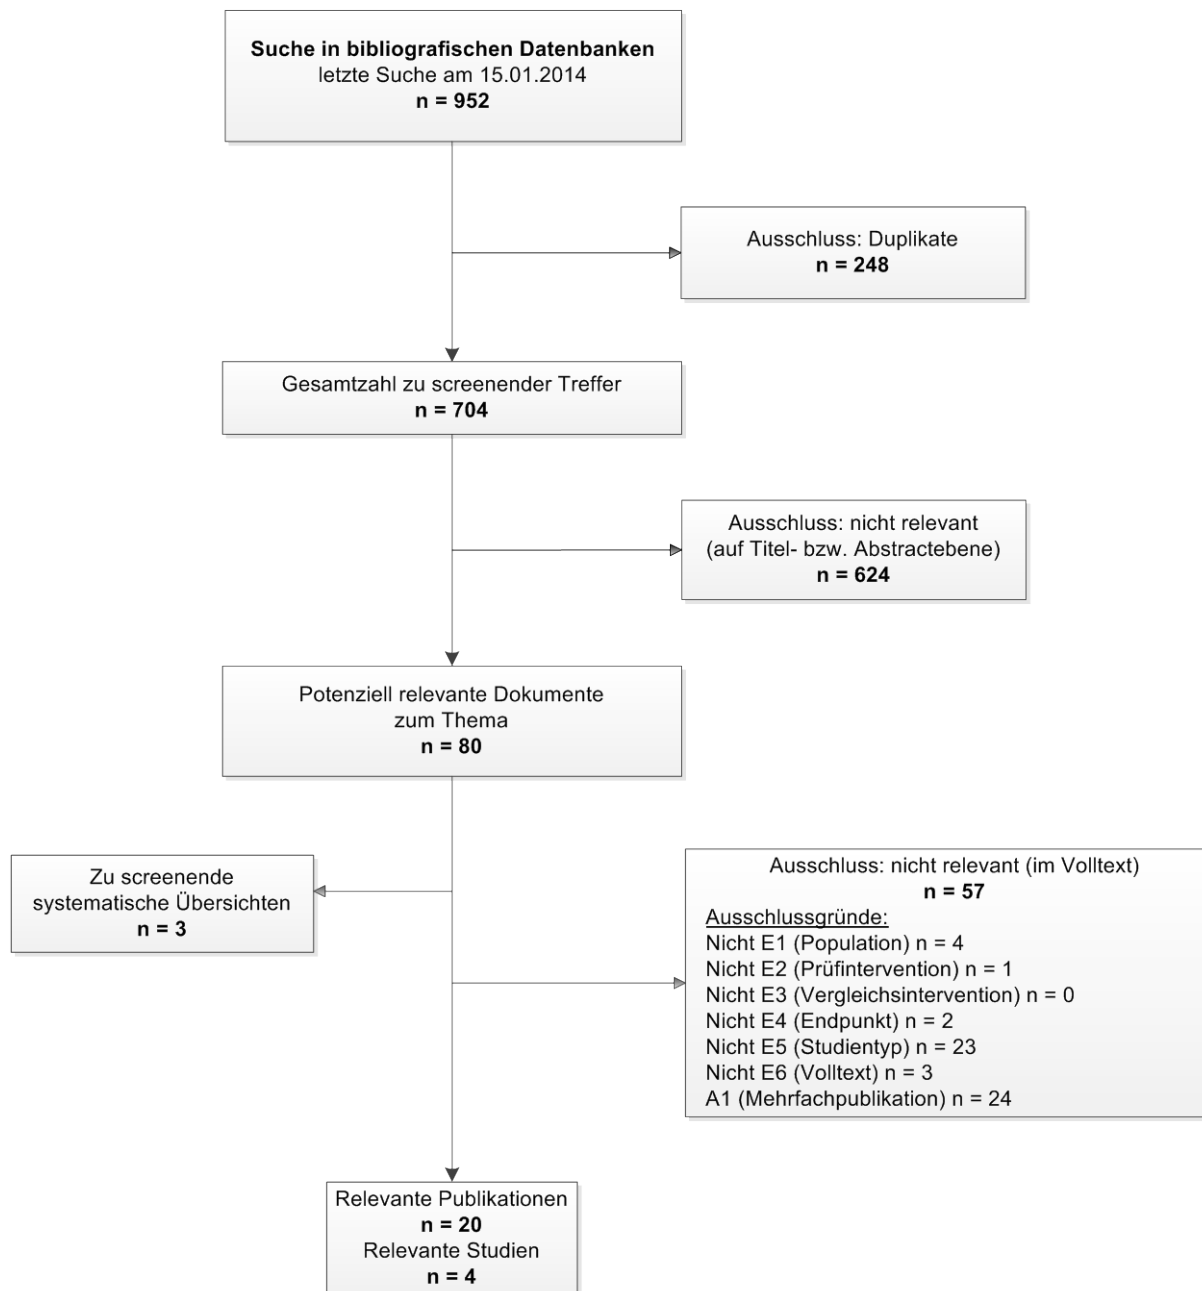 Suche in bibliografischen Datenbanken
letzte Suche am 15.01.2014
n = 952
Ausschluss: Duplikate
n = 248
Gesamtzahl zu screenender Treffer
n = 704
Ausschluss: nicht relevant
(auf Titel- bzw. Abstractebene)
n = 624
Potenziell relevante Dokumente
zum Thema
n = 80
Zu screenende
systematische Übersichten
n = 3
Ausschluss: nicht relevant (im Volltext)
n = 57
Ausschlussgründe:
Nicht E1 (Population) n = 4
Nicht E2 (Prüfintervention) n = 1
Nicht E3 (Vergleichsintervention) n = 0
Nicht E4 (Endpunkt) n = 2
Nicht E5 (Studientyp) n = 23
Nicht E6 (Volltext) n = 3
A1 (Mehrfachpublikation) n = 24
Relevante Publikationen
n = 20
Relevante Studien
n = 4